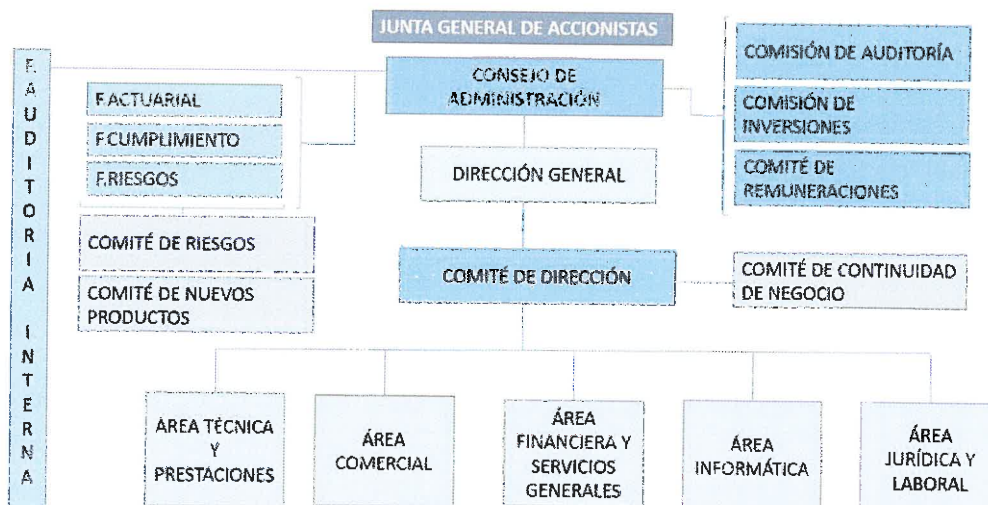 JUNTA GENERAL DE ACCIONISTAS
F. AUDITORIA INTERNA
CONSEJO DE
ADMINISTRACIÓN
COMISIÓN DE AUDITORÍA
COMISIÓN DE
INVERSIONES
COMITÉ DE
REMUNERACIONES
F.ACTUARIAL
F.CUMPLIMIENTO
F.RIESGOS
DIRECCIÓN GENERAL
COMITÉ DE RIESGOS
COMITÉ DE NUEVOS
PRODUCTOS
COMITÉ DE DIRECCIÓN
COMITÉ DE CONTINUIDAD
DE NEGOCIO
ÁREA TÉCNICA
Y
PRESTACIONES
ÁREA
COMERCIAL
ÁREA
FINANCIERA Y
SERVICIOS
GENERALES
ÁREA
INFORMÁTICA
ÁREA
JURÍDICA Y
LABORAL